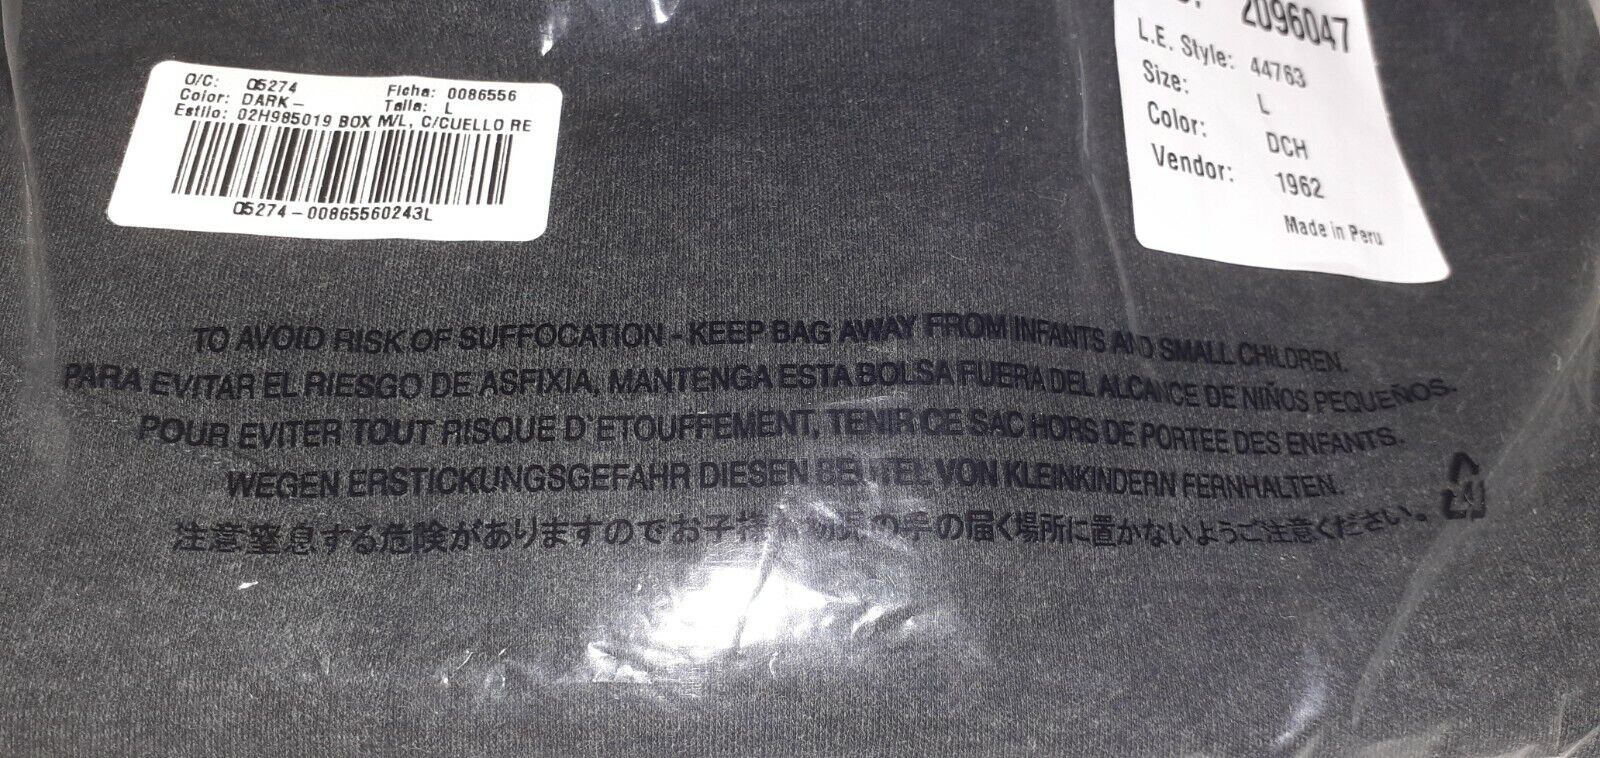 O/C: 05274 Ficha: 0086556
Color: DARK- Talla: L
Estilo: 02H985019 BOX M/L, C/CUELLO RE
05274-00865560243L
2096047
L.E. Style: 44763
Size: L
Color: DCH
Vendor: 1962
Made in Peru
TO AVOID RISK OF SUFFOCATION - KEEP BAG AWAY FROM INFANTS AND SMALL CHILDREN.
PARA EVITAR EL RIESGO DE ASFIXIA, MANTENGA ESTA BOLSA FUERA DEL ALCANCE DE NIÑOS PEQUEÑOS.
POUR EVITER TOUT RISQUE D'ETOUFFEMENT, TENIR CE SAC HORS DE PORTEE DES ENFANTS.
WEGEN ERSTICKUNGSGEFAHR DIESEN BEUTEL VON KLEINKINDERN FERNHALTEN.
注意窒息する危険がありますのでお子様の手の届く場所に置かないようご注意ください。